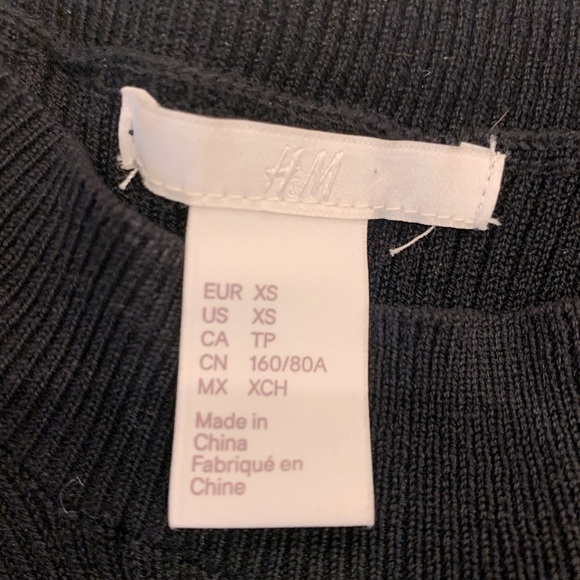 H&M
EUR XS
US XS
CA TP
CN 160/80A
MX XCH
Made in
China
Fabriqué en
Chine